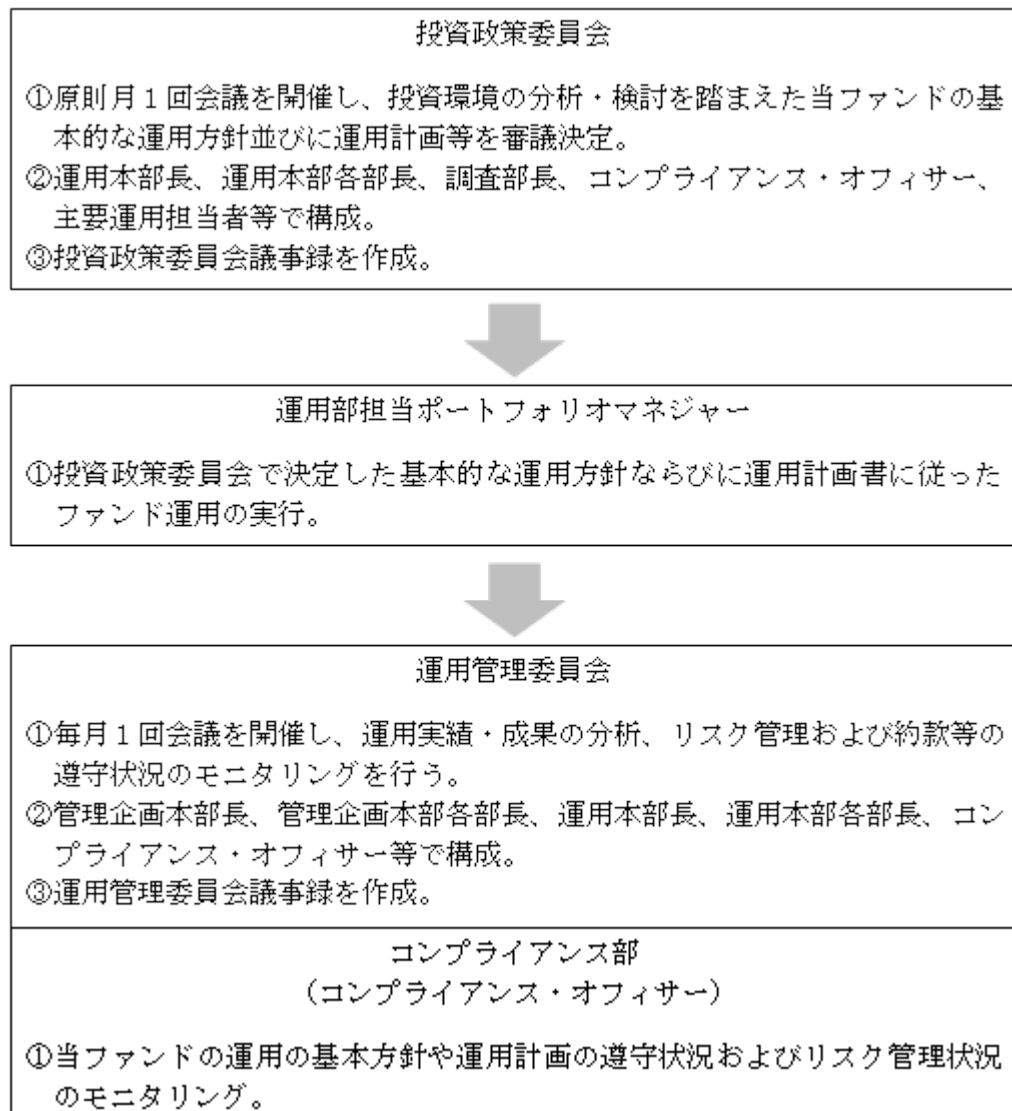 投資政策委員会
①原則月１回会議を開催し、投資環境の分析・検討を踏まえた当ファンドの基
本的な運用方針並びに運用計画等を審議決定。
②運用本部長、運用本部各部長、調査部長、コンプライアンス・オフィサー、
主要運用担当者等で構成。
③投資政策委員会議事録を作成。
運用部担当ポートフォリオマネジャー
①投資政策委員会で決定した基本的な運用方針ならびに運用計画書に従った
ファンド運用の実行。
運用管理委員会
①毎月１回会議を開催し、運用実績・成果の分析、リスク管理および約款等の
遵守状況のモニタリングを行う。
②管理企画本部長、管理企画本部各部長、運用本部長、運用本部各部長、コン
プライアンス・オフィサー等で構成。
③運用管理委員会議事録を作成。
コンプライアンス部
（コンプライアンス・オフィサー）
①当ファンドの運用の基本方針や運用計画の遵守状況およびリスク管理状況
のモニタリング。